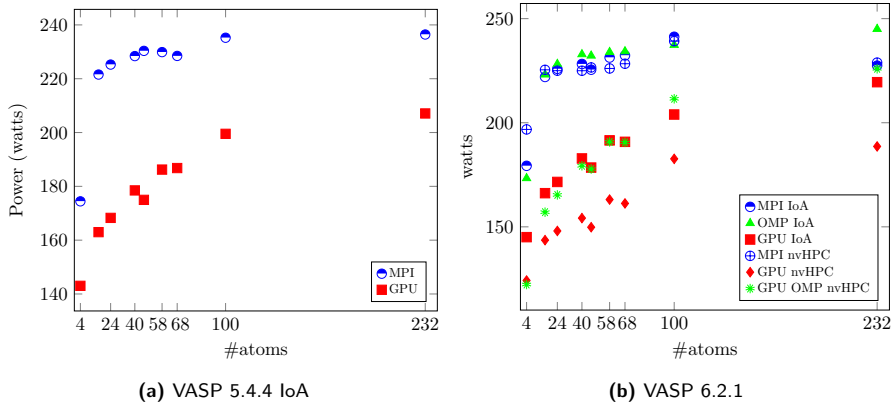 240
220
200
180
160
140
Power (watts)
4
24
40
58
68
100
232
#atoms
MPI
GPU
(a) VASP 5.4.4 IoA
250
200
150
watts
4
24
40
58
68
100
232
#atoms
MPI IoA
OMP IoA
GPU IoA
MPI nvHPC
GPU nvHPC
GPU OMP nvHPC
(b) VASP 6.2.1